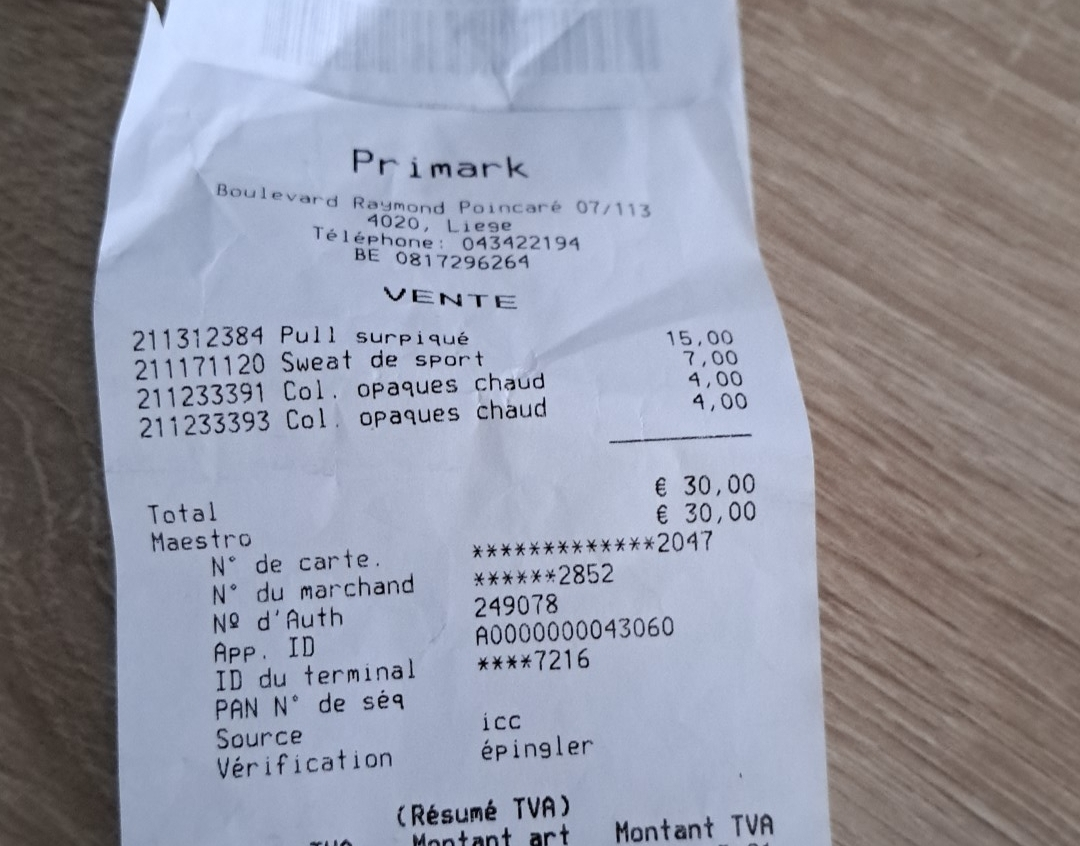 Primark
Boulevard Raymond Poincaré 07/113
4020, Liege
Téléphone: 043422194
BE 0817296264
VENTE
211312384 Pull surpiqué 15,00
211171120 Sweat de sport 7,00
211233391 Col. opaques chaud 4,00
211233393 Col. opaques chaud 4,00
Total € 30,00
Maestro € 30,00
N° de carte. *************2047
N° du marchand ******2852
Nº d'Auth 249078
App. ID A0000000043060
ID du terminal ****7216
PAN N° de séq
Source icc
Vérification épingler
(Résumé TVA)
Montant art Montant TVA